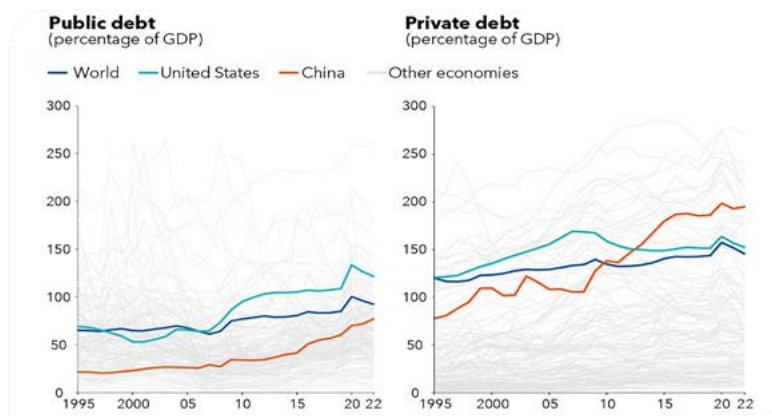 Public debt
(percentage of GDP)
Private debt
(percentage of GDP)
World United States China Other economies
300
250
200
150
100
50
0
1995 2000 05 10 15 20 22
300
250
200
150
100
50
0
1995 2000 05 10 15 20 22